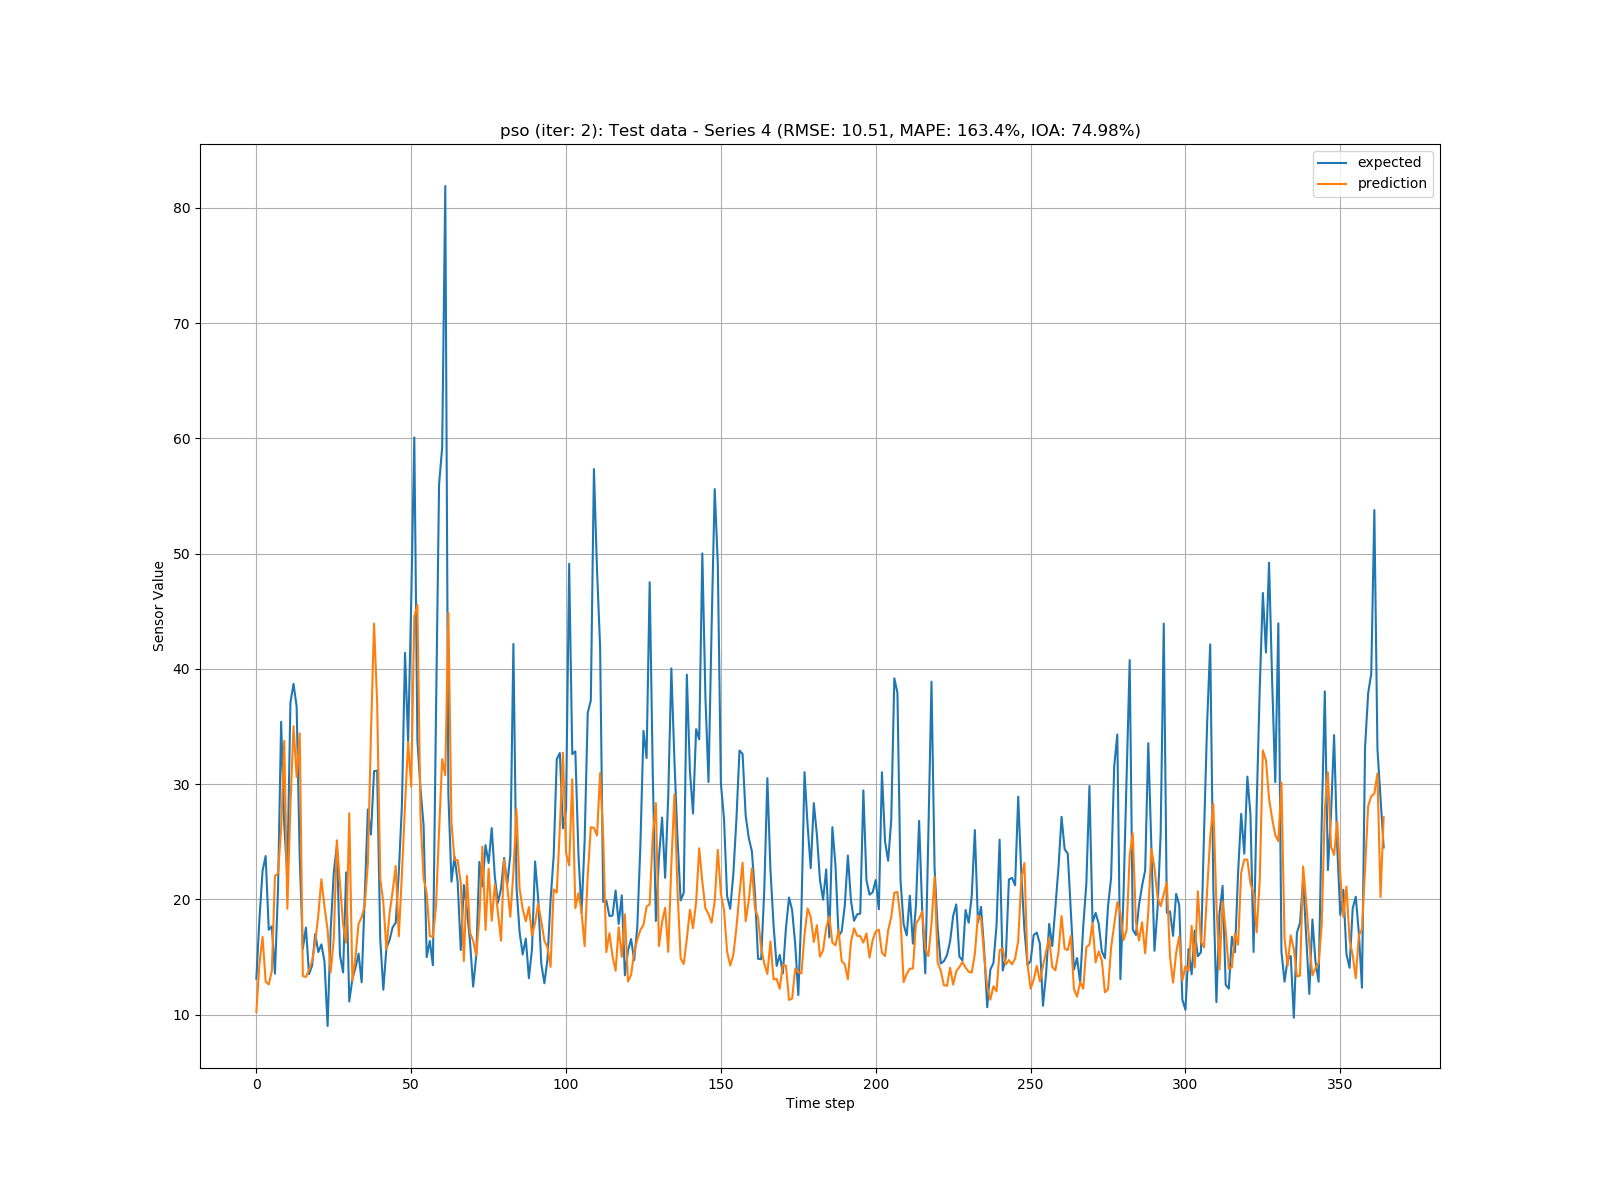 pso (iter: 2): Test data - Series 4 (RMSE: 10.51, MAPE: 163.4%, IOA: 74.98%)
expected
prediction
80
70
60
50
40
30
20
10
Sensor Value
0 50 100 150 200 250 300 350
Time step